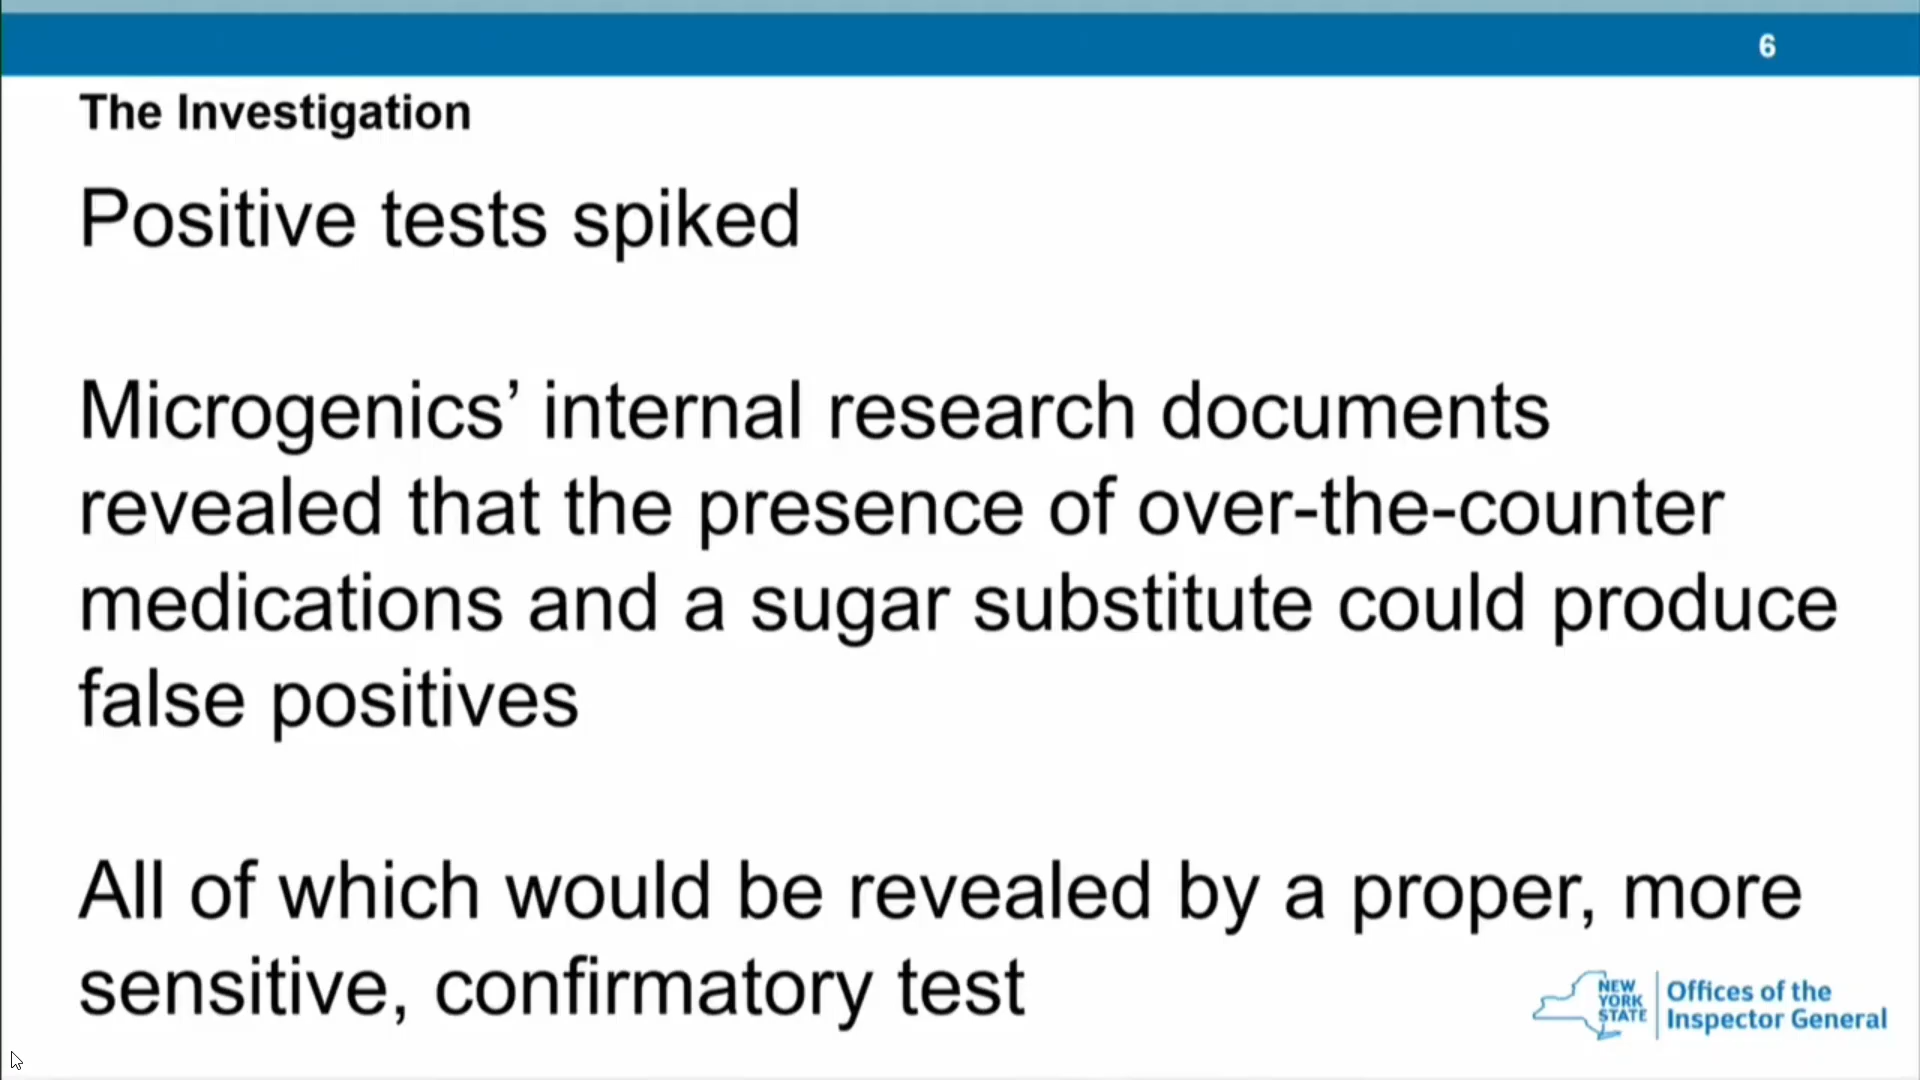 6
The Investigation
Positive tests spiked
Microgenics’ internal research documents
revealed that the presence of over-the-counter
medications and a sugar substitute could produce
false positives
All of which would be revealed by a proper, more
sensitive, confirmatory test
NEW
YORK
STATE
Offices of the
Inspector General